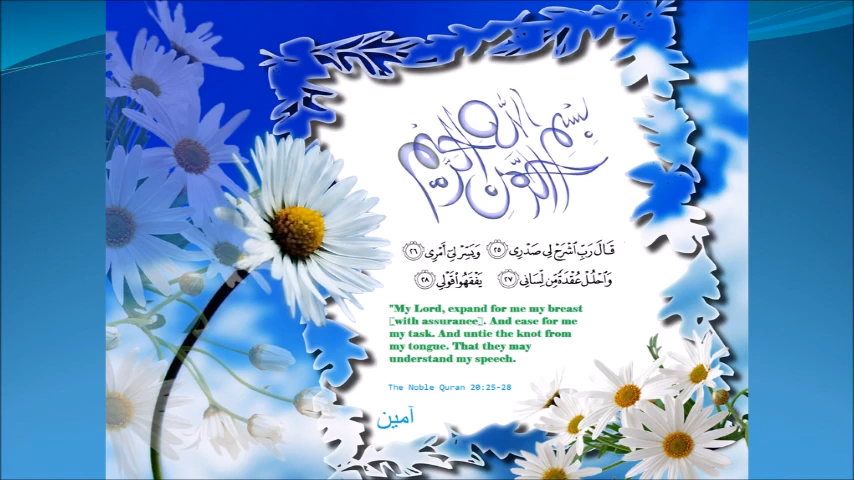 بسم الله الرحمن الرحيم
قَالَ رَبِّ ٱشْرَحْ لِى صَدْرِى ٢٥ وَيَسِّرْ لِىٓ أَمْرِى ٢٦
وَٱحْلُلْ عُقْدَةً مِّن لِّسَانِى ٢٧ يَفْقَهُوا۟ قَوْلِى ٢٨
"My Lord, expand for me my breast
[with assurance]. And ease for me
my task. And untie the knot from
my tongue. That they may
understand my speech.
The Noble Quran 20:25-28
آمين